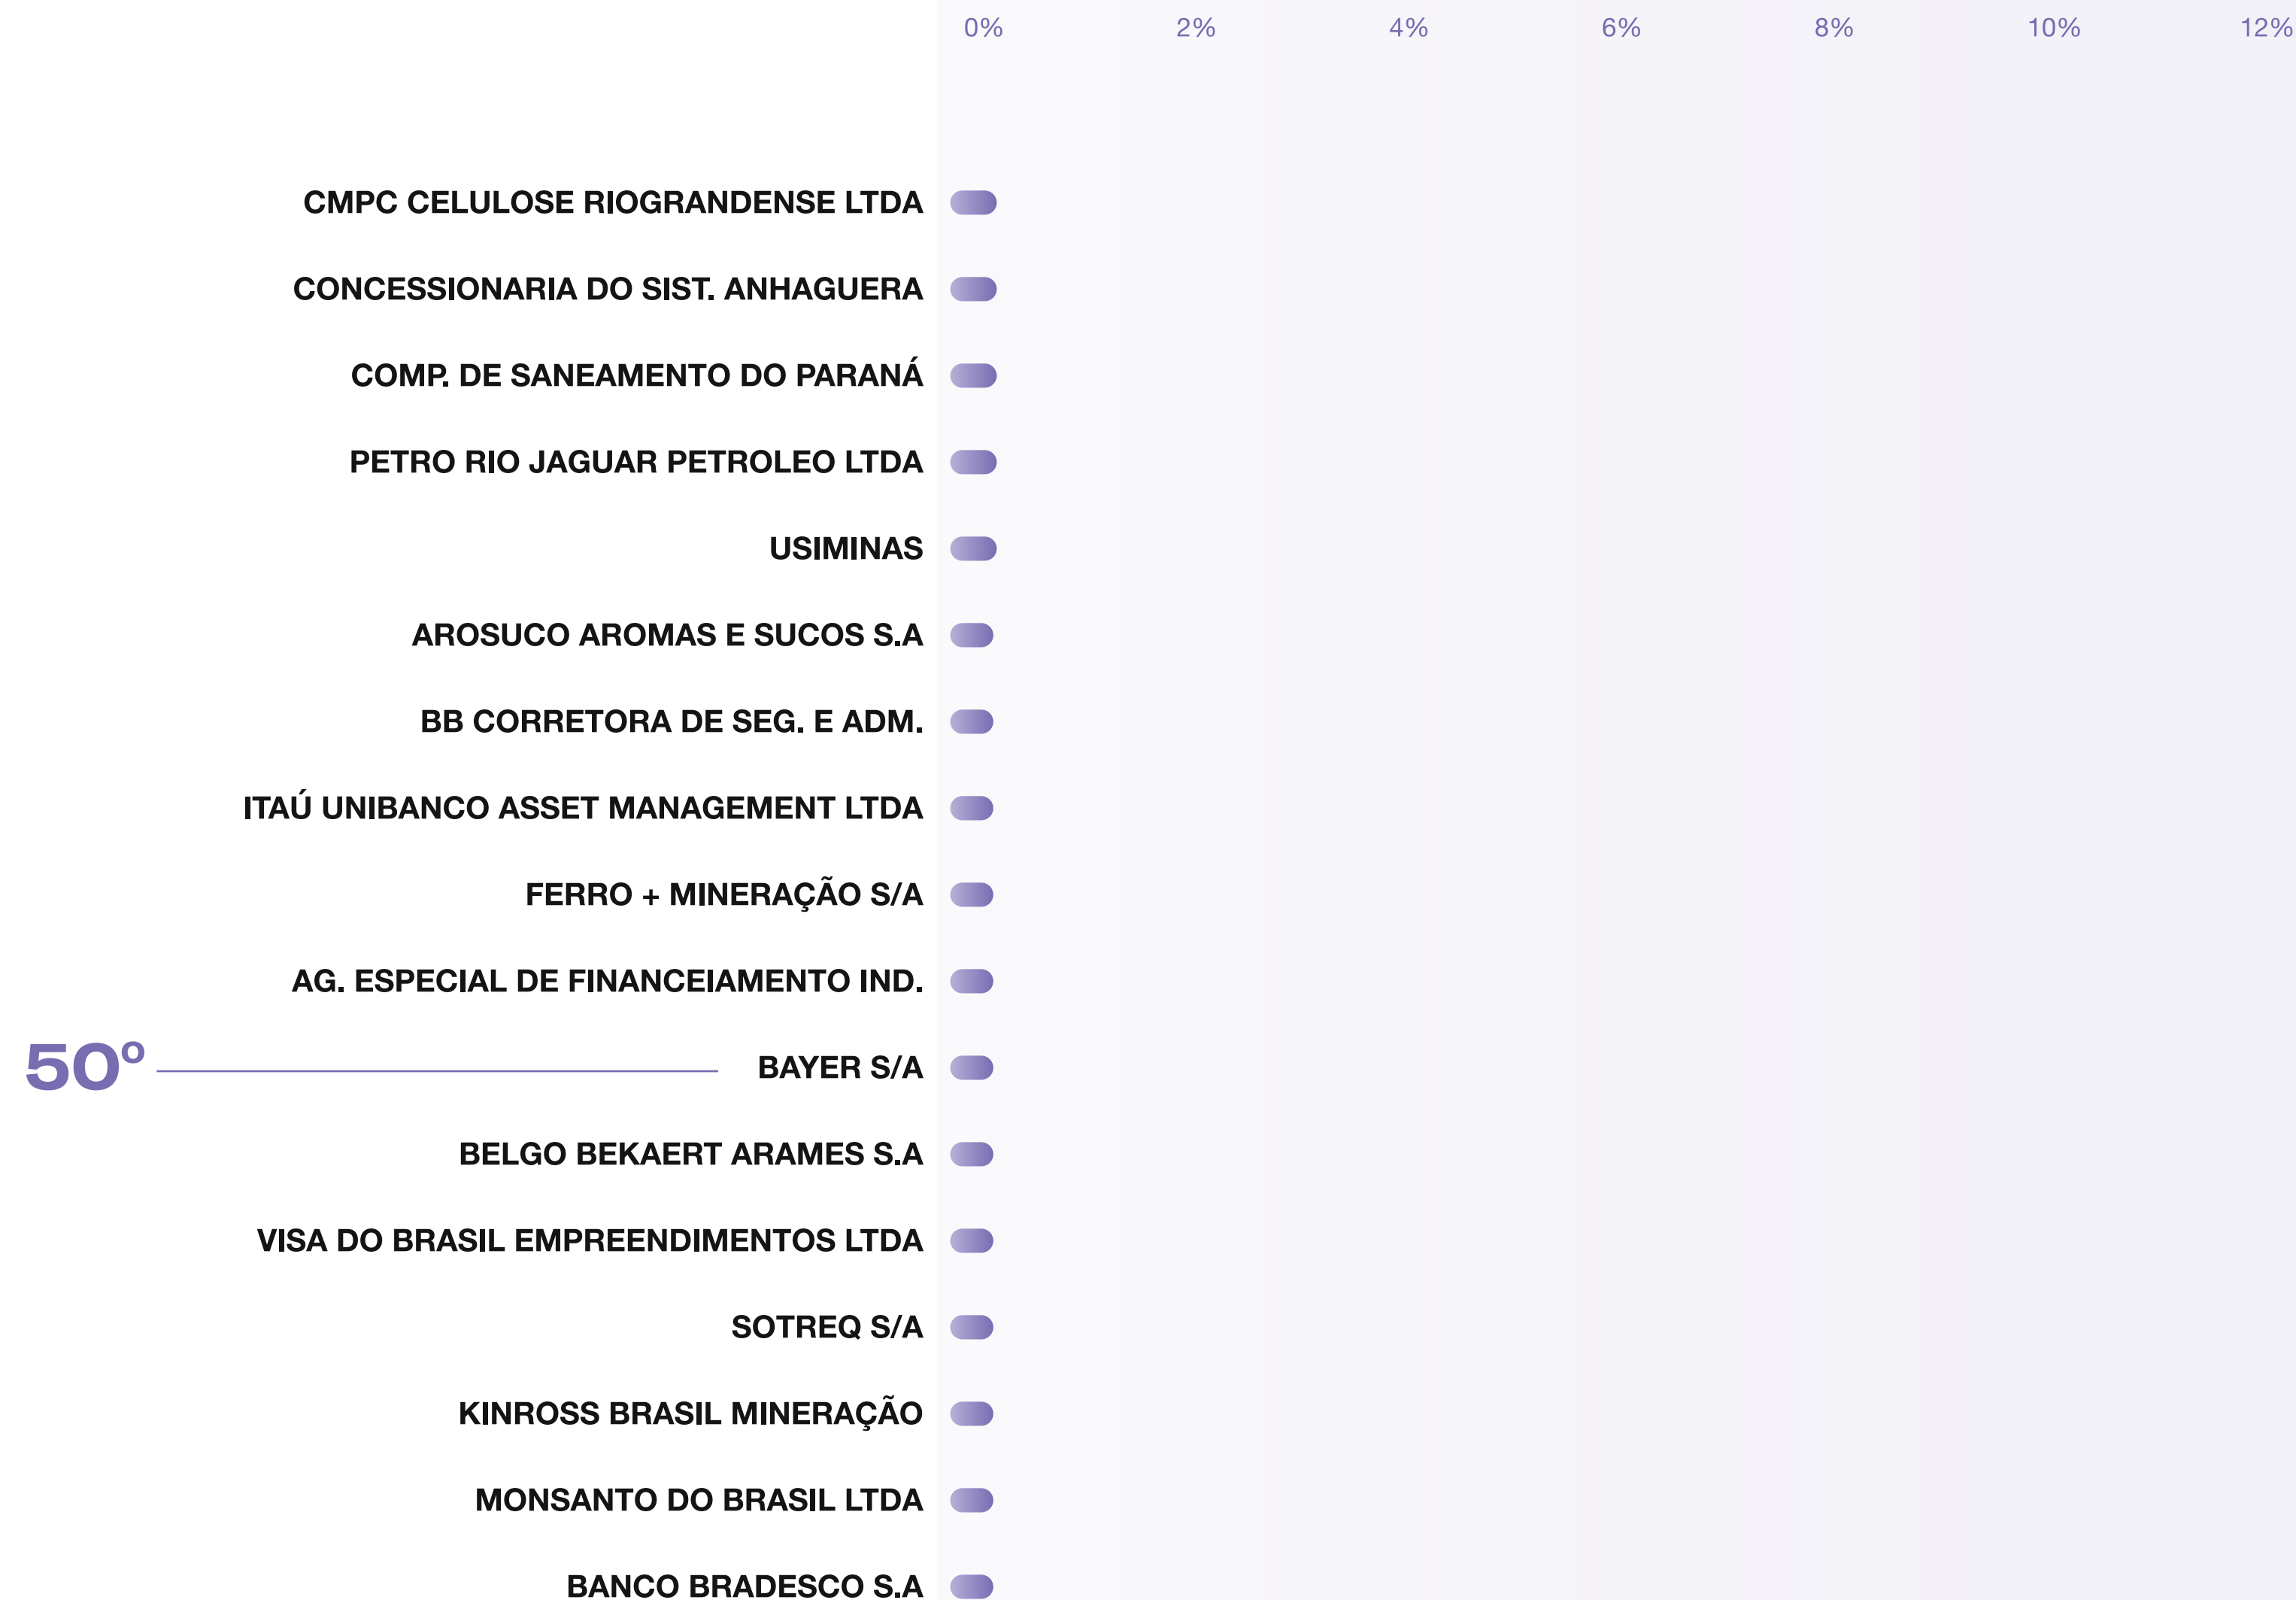 0% 2% 4% 6% 8% 10% 12%
CMPC CELULOSE RIOGRANDENSE LTDA
CONCESSIONARIA DO SIST. ANHAGUERA
COMP. DE SANEAMENTO DO PARANÁ
PETRO RIO JAGUAR PETROLEO LTDA
USIMINAS
AROSUCO AROMAS E SUCOS S.A
BB CORRETORA DE SEG. E ADM.
ITAÚ UNIBANCO ASSET MANAGEMENT LTDA
FERRO + MINERAÇÃO S/A
AG. ESPECIAL DE FINANCEIAMENTO IND.
50º BAYER S/A
BELGO BEKAERT ARAMES S.A
VISA DO BRASIL EMPREENDIMENTOS LTDA
SOTREQ S/A
KINROSS BRASIL MINERAÇÃO
MONSANTO DO BRASIL LTDA
BANCO BRADESCO S.A